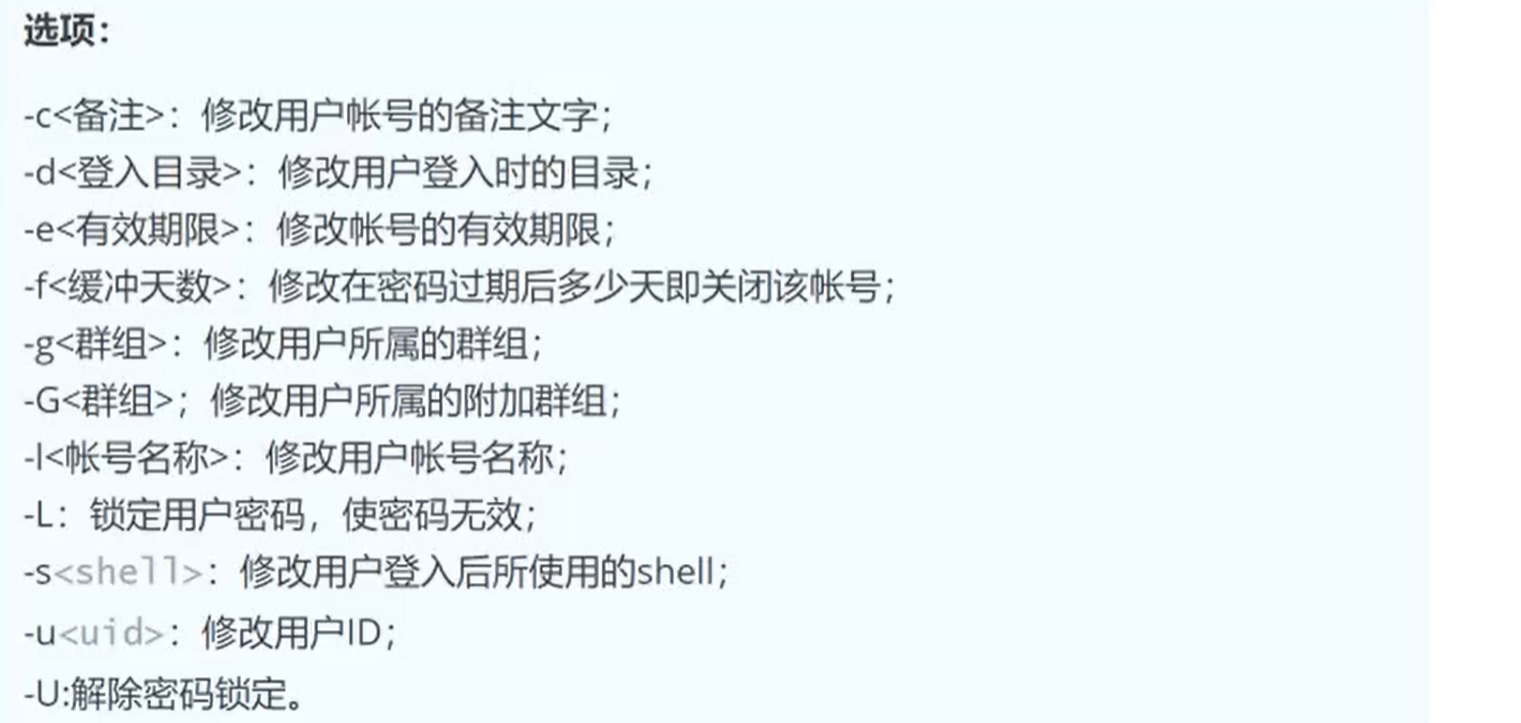 选项：
-c<备注>：修改用户帐号的备注文字；
-d<登入目录>：修改用户登入时的目录；
-e<有效期限>：修改帐号的有效期限；
-f<缓冲天数>：修改在密码过期后多少天即关闭该帐号；
-g<群组>：修改用户所属的群组；
-G<群组>；修改用户所属的附加群组；
-l<帐号名称>：修改用户帐号名称；
-L：锁定用户密码，使密码无效；
-s<shell>：修改用户登入后所使用的shell；
-u<uid>：修改用户ID；
-U:解除密码锁定。